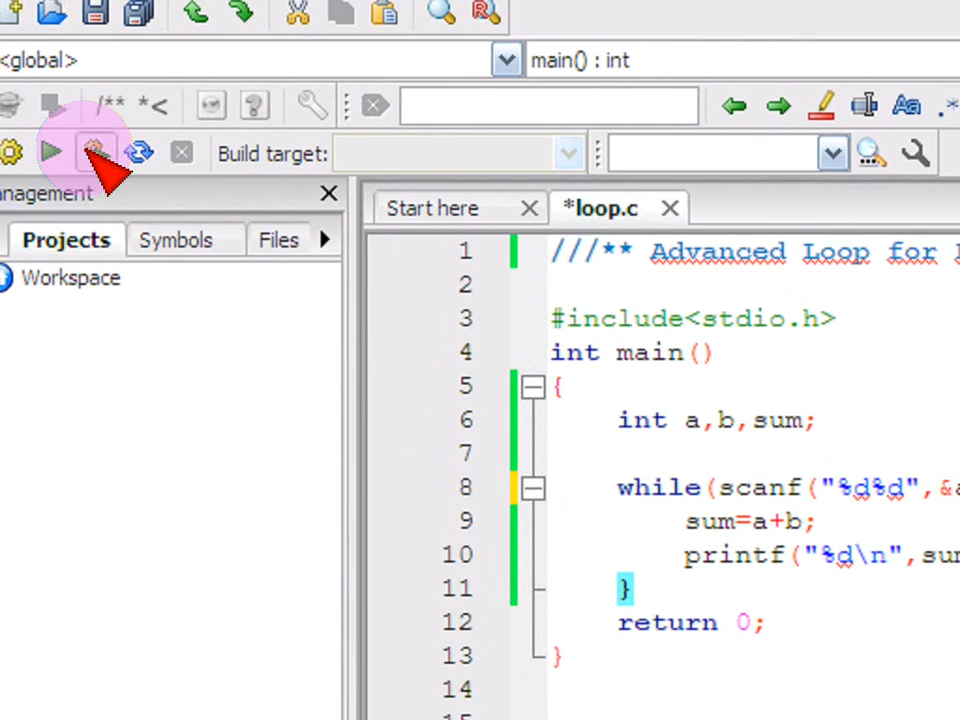 <global>
main() : int
/** *<
.*
Build target:
anagement
Projects Symbols Files
Workspace
Start here *loop.c
1 ///** Advanced Loop for
2
3 #include<stdio.h>
4 int main()
5 {
6 int a,b,sum;
7
8 while(scanf("%d%d",&a
9 sum=a+b;
10 printf("%d\n",sum
11 }
12 return 0;
13 }
14